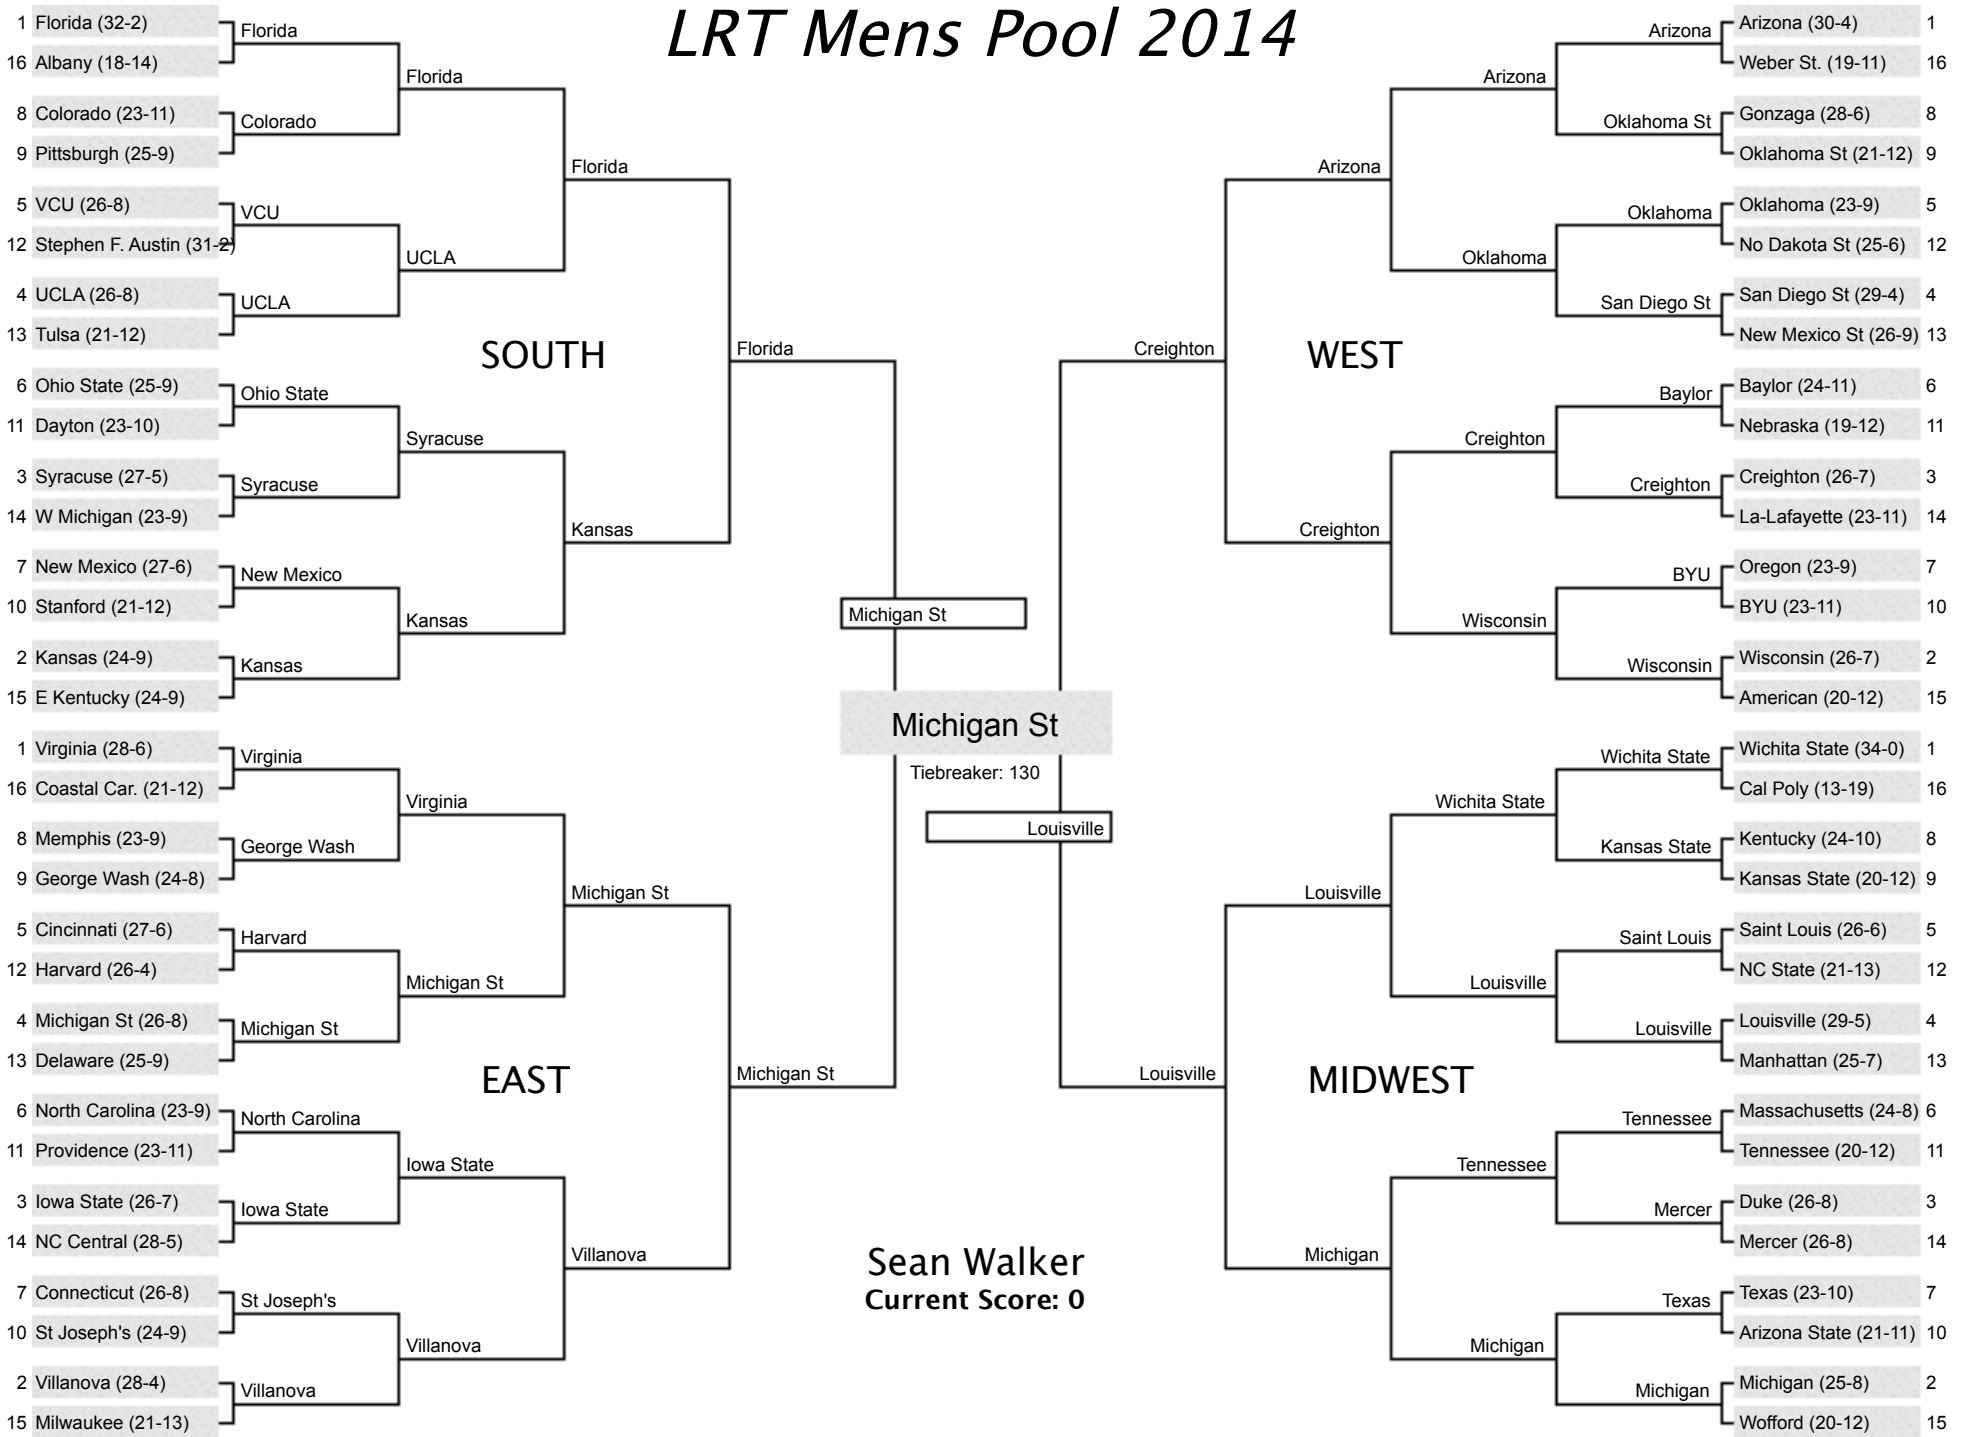 LRT Mens Pool 2014
1 Florida (32-2)
16 Albany (18-14)
8 Colorado (23-11)
9 Pittsburgh (25-9)
5 VCU (26-8)
12 Stephen F. Austin (31-2)
4 UCLA (26-8)
13 Tulsa (21-12)
6 Ohio State (25-9)
11 Dayton (23-10)
3 Syracuse (27-5)
14 W Michigan (23-9)
7 New Mexico (27-6)
10 Stanford (21-12)
2 Kansas (24-9)
15 E Kentucky (24-9)
Florida
Colorado
VCU
UCLA
Ohio State
Syracuse
New Mexico
Kansas
Florida
UCLA
Syracuse
Kansas
Florida
Kansas
SOUTH
Florida
1 Virginia (28-6)
16 Coastal Car. (21-12)
8 Memphis (23-9)
9 George Wash (24-8)
5 Cincinnati (27-6)
12 Harvard (26-4)
4 Michigan St (26-8)
13 Delaware (25-9)
6 North Carolina (23-9)
11 Providence (23-11)
3 Iowa State (26-7)
14 NC Central (28-5)
7 Connecticut (26-8)
10 St Joseph's (24-9)
2 Villanova (28-4)
15 Milwaukee (21-13)
Virginia
George Wash
Harvard
Michigan St
North Carolina
Iowa State
St Joseph's
Villanova
Virginia
Michigan St
Iowa State
Villanova
Michigan St
Villanova
EAST
Michigan St
Michigan St
Michigan St
Tiebreaker: 130
Louisville
Sean Walker
Current Score: 0
Arizona (30-4) 1
Weber St. (19-11) 16
Gonzaga (28-6) 8
Oklahoma St (21-12) 9
Oklahoma (23-9) 5
No Dakota St (25-6) 12
San Diego St (29-4) 4
New Mexico St (26-9) 13
Baylor (24-11) 6
Nebraska (19-12) 11
Creighton (26-7) 3
La-Lafayette (23-11) 14
Oregon (23-9) 7
BYU (23-11) 10
Wisconsin (26-7) 2
American (20-12) 15
Arizona
Oklahoma St
Oklahoma
San Diego St
Baylor
Creighton
BYU
Wisconsin
Arizona
Oklahoma
Creighton
Wisconsin
Arizona
Creighton
WEST
Creighton
Wichita State (34-0) 1
Cal Poly (13-19) 16
Kentucky (24-10) 8
Kansas State (20-12) 9
Saint Louis (26-6) 5
NC State (21-13) 12
Louisville (29-5) 4
Manhattan (25-7) 13
Massachusetts (24-8) 6
Tennessee (20-12) 11
Duke (26-8) 3
Mercer (26-8) 14
Texas (23-10) 7
Arizona State (21-11) 10
Michigan (25-8) 2
Wofford (20-12) 15
Wichita State
Kansas State
Saint Louis
Louisville
Tennessee
Mercer
Texas
Michigan
Wichita State
Louisville
Tennessee
Michigan
Louisville
Michigan
MIDWEST
Louisville